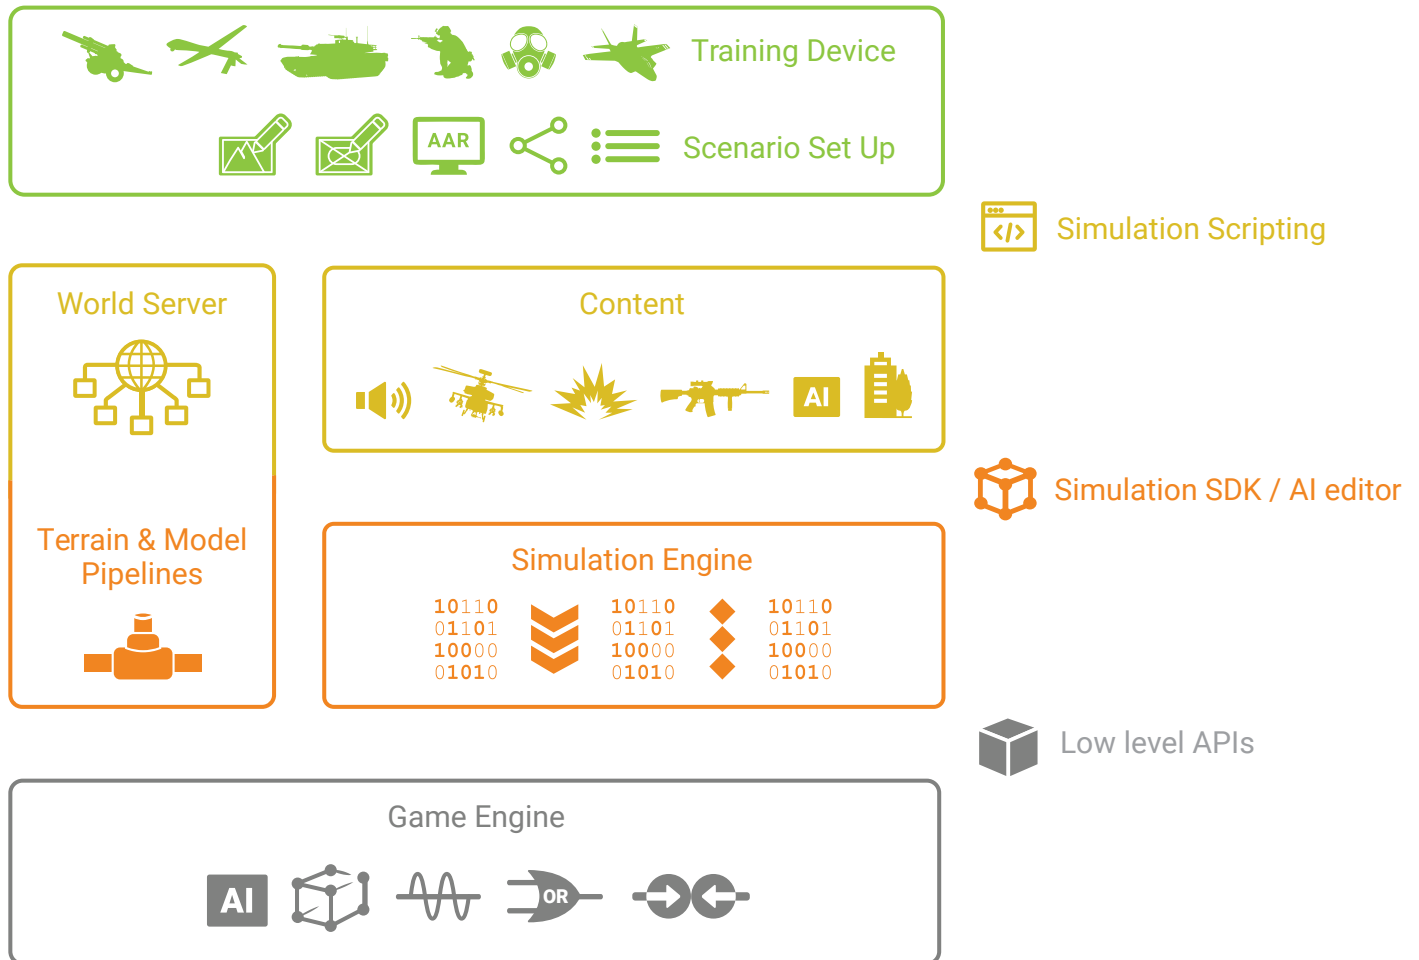 Training Device
AAR
Scenario Set Up
</> Simulation Scripting
World Server
Content
AI
Simulation SDK / AI editor
Terrain & Model
Pipelines
Simulation Engine
10110 10110 10110
01101 01101 01101
10000 10000 10000
01010 01010 01010
Low level APIs
Game Engine
AI
OR